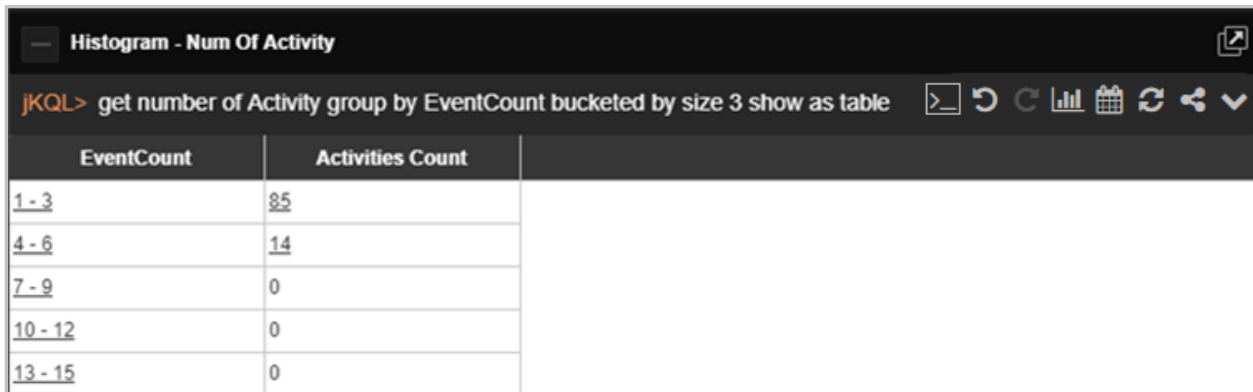 Histogram - Num Of Activity
jKQL> get number of Activity group by EventCount bucketed by size 3 show as table
EventCount Activities Count
1 - 3 85
4 - 6 14
7 - 9 0
10 - 12 0
13 - 15 0